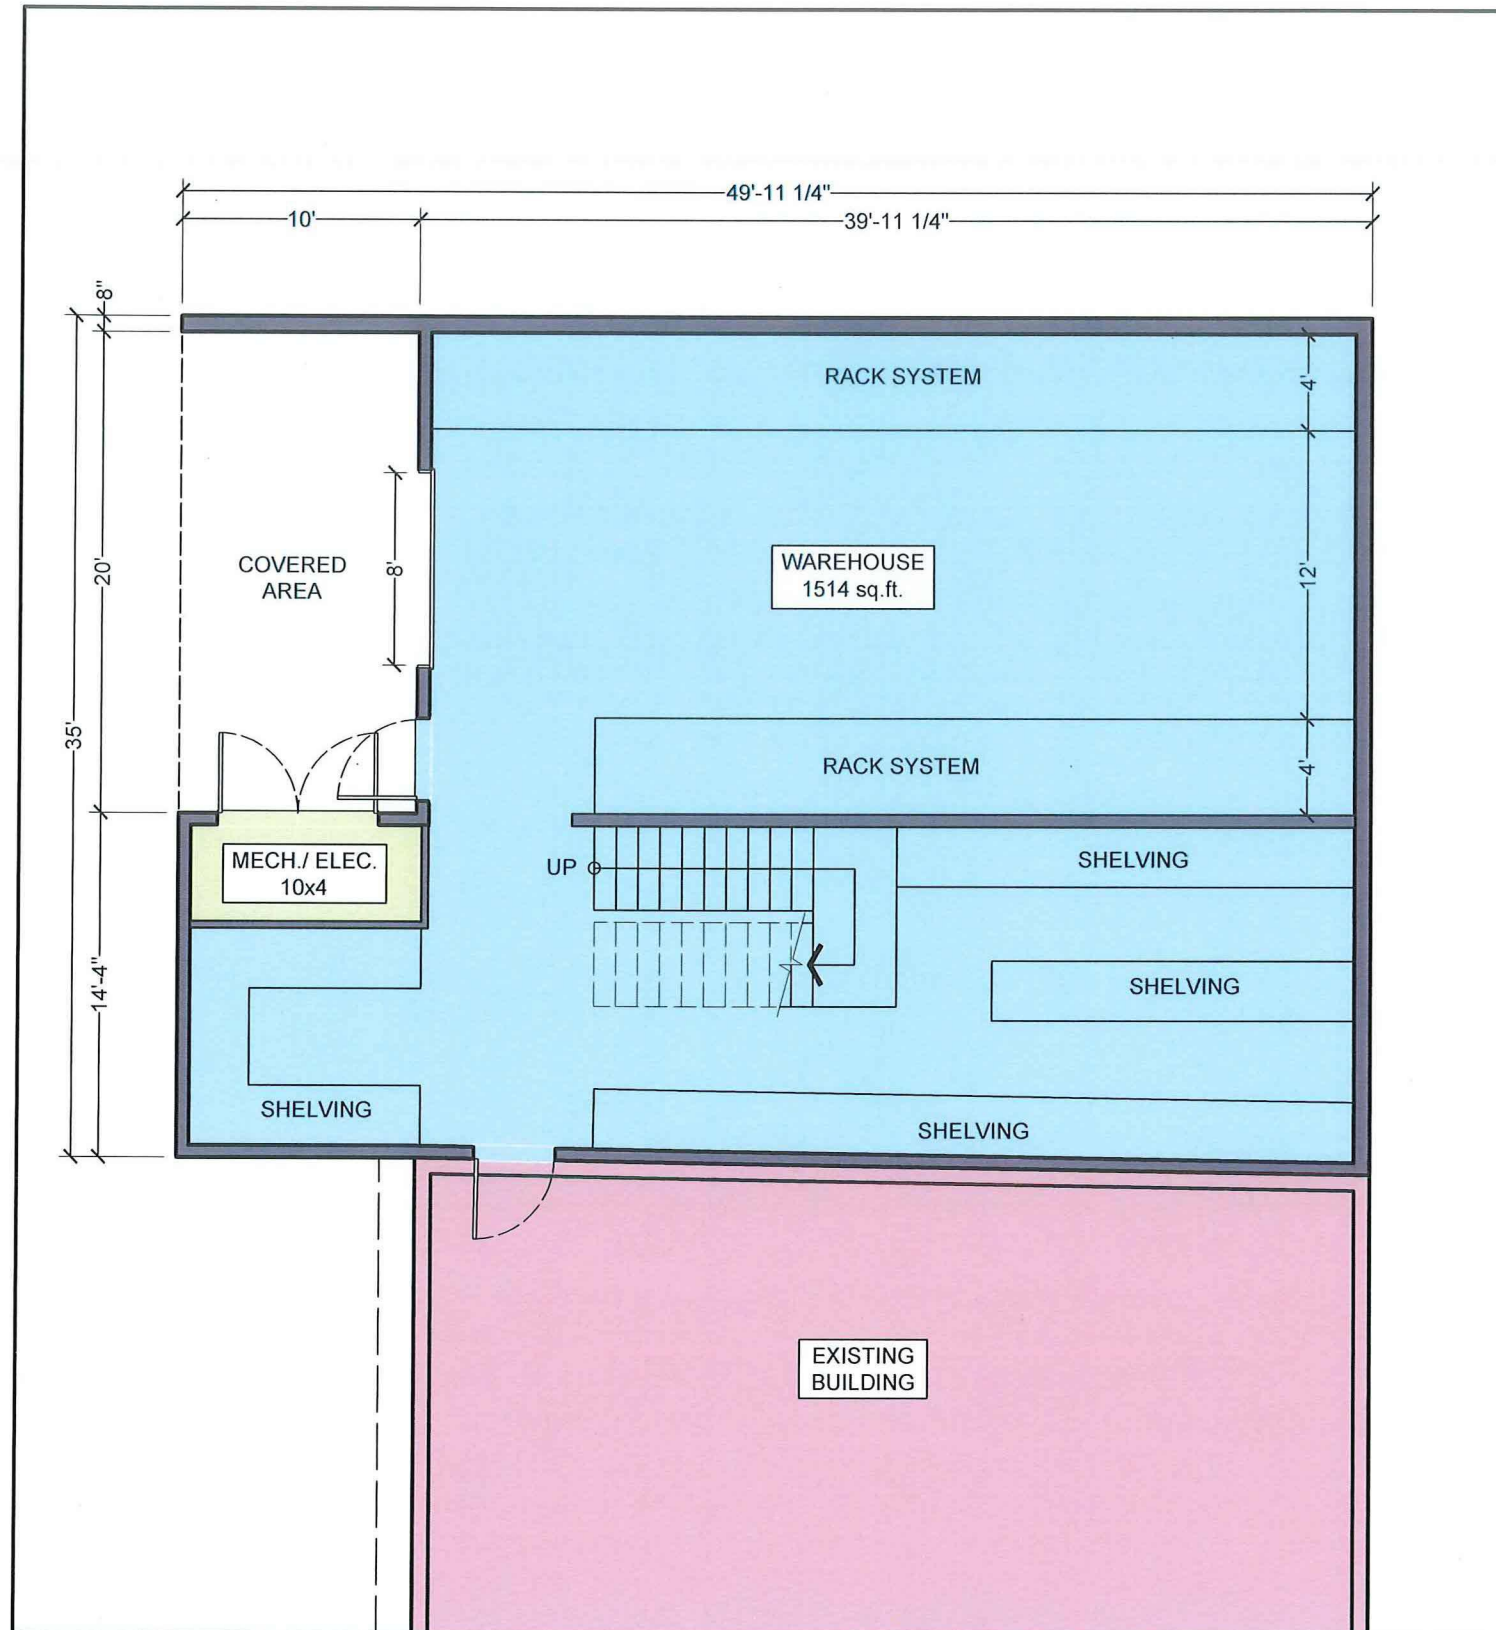 49'-11 1/4"
10'
39'-11 1/4"
8"
RACK SYSTEM
4'
COVERED
AREA
8'
WAREHOUSE
1514 sq.ft.
12'
20'
35'
RACK SYSTEM
4'
MECH./ ELEC.
10x4
UP
SHELVING
14'-4"
SHELVING
SHELVING
SHELVING
EXISTING
BUILDING